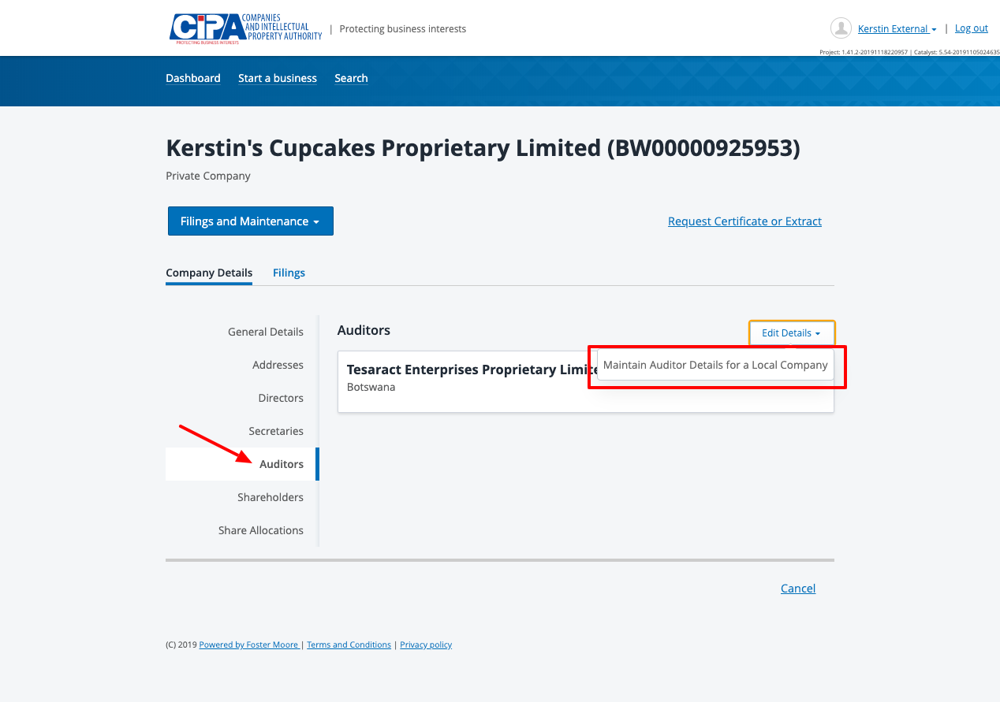 CiPA COMPANIES
AND INTELLECTUAL
PROPERTY AUTHORITY
PROTECTING BUSINESS INTERESTS
| Protecting business interests
Kerstin External | Log out
Project: 1.41.2-20191118220957 | Catalyst: 5.54-20191105024635
Dashboard Start a business Search
Kerstin's Cupcakes Proprietary Limited (BW00000925953)
Private Company
Filings and Maintenance
Request Certificate or Extract
Company Details Filings
General Details
Addresses
Directors
Secretaries
Auditors
Shareholders
Share Allocations
Auditors
Edit Details
Maintain Auditor Details for a Local Company
Tesaract Enterprises Proprietary Limite
Botswana
Cancel
(C) 2019 Powered by Foster Moore | Terms and Conditions | Privacy policy